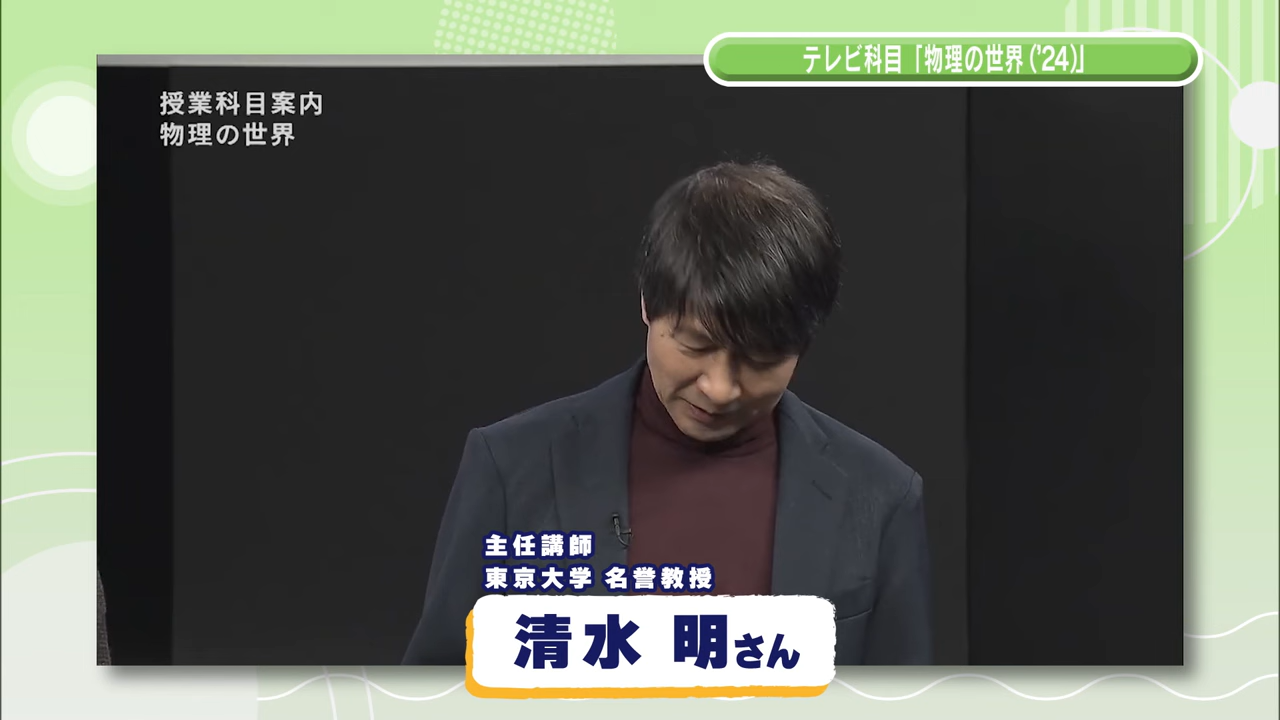 テレビ科目「物理の世界（’24）」
授業科目案内
物理の世界
主任講師
東京大学 名誉教授
清水 明さん